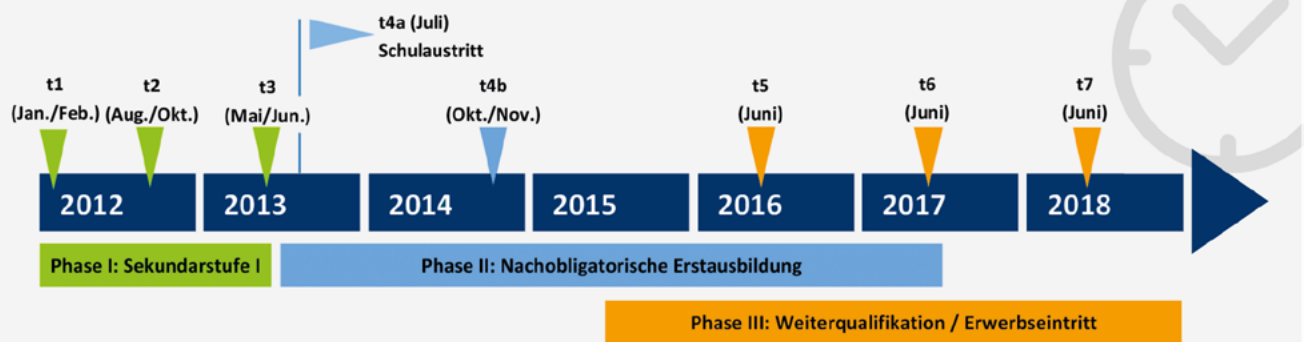 t4a (Juli)
Schulaustritt
t1
(Jan./Feb.)
t2
(Aug./Okt.)
t3
(Mai/Jun.)
t4b
(Okt./Nov.)
t5
(Juni)
t6
(Juni)
t7
(Juni)
2012
2013
2014
2015
2016
2017
2018
Phase I: Sekundarstufe I
Phase II: Nachobligatorische Erstausbildung
Phase III: Weiterqualifikation / Erwerbseintritt